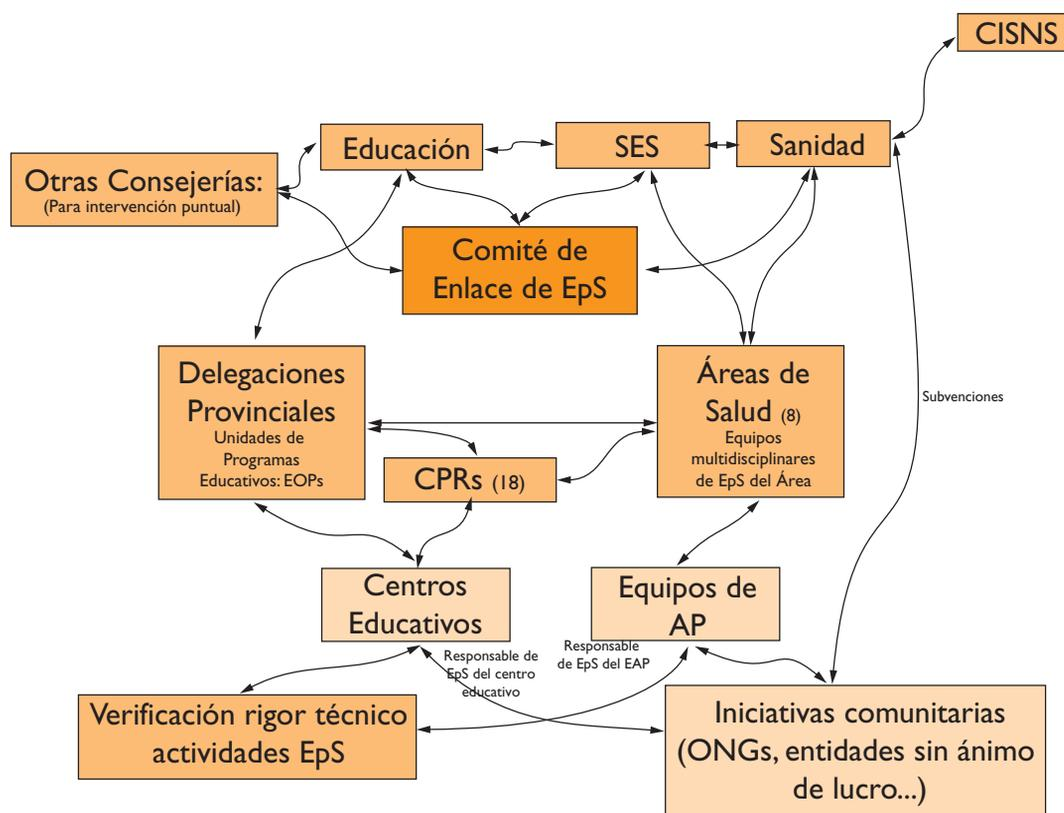 CISNS
Educación
SES
Sanidad
Otras Consejerías:
(Para intervención puntual)
Comité de
Enlace de EpS
Delegaciones
Provinciales
Unidades de
Programas
Educativos: EOPs
Áreas de
Salud (8)
Equipos
multidisciplinares
de EpS del Área
Subvenciones
CPRs (18)
Centros
Educativos
Equipos de
AP
Responsable de
EpS del centro
educativo
Responsable
de EpS del EAP
Verificación rigor técnico
actividades EpS
Iniciativas comunitarias
(ONGs, entidades sin ánimo
de lucro...)